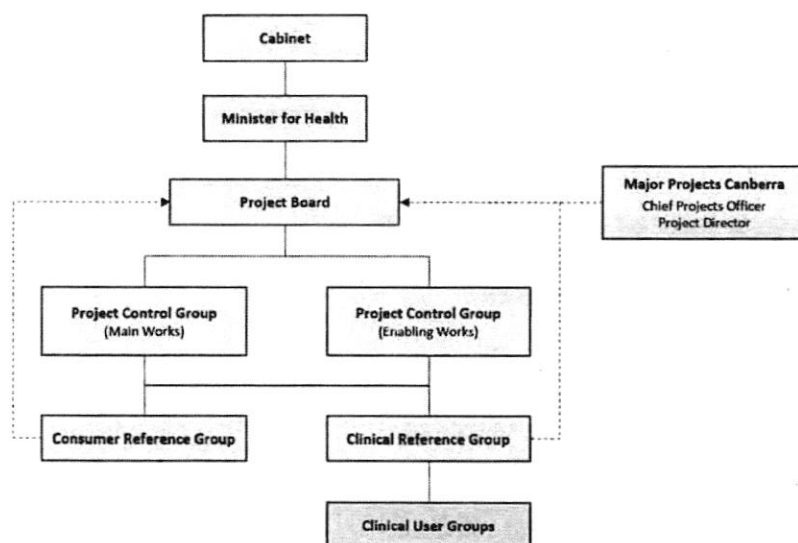 Cabinet
Minister for Health
Project Board
Major Projects Canberra
Chief Projects Officer
Project Director
Project Control Group
(Main Works)
Project Control Group
(Enabling Works)
Consumer Reference Group
Clinical Reference Group
Clinical User Groups